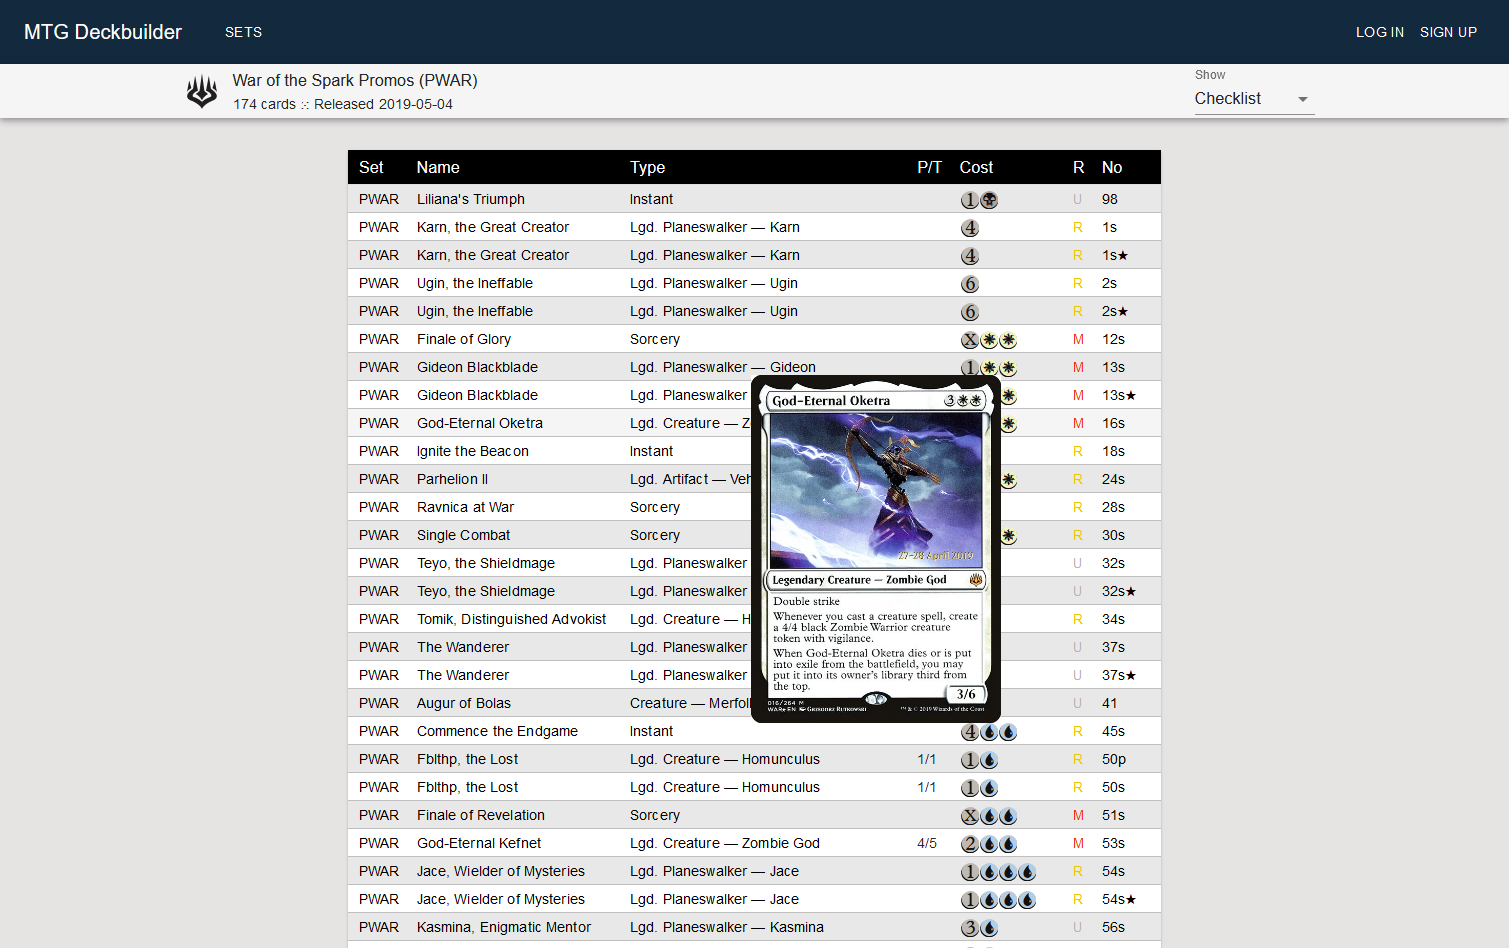 MTG Deckbuilder SETS LOG IN SIGN UP
War of the Spark Promos (PWAR)
174 cards :·: Released 2019-05-04
Show
Checklist
Set Name Type P/T Cost R No
PWAR Liliana's Triumph Instant 1 U 98
PWAR Karn, the Great Creator Lgd. Planeswalker — Karn 4 R 1s
PWAR Karn, the Great Creator Lgd. Planeswalker — Karn 4 R 1s★
PWAR Ugin, the Ineffable Lgd. Planeswalker — Ugin 6 R 2s
PWAR Ugin, the Ineffable Lgd. Planeswalker — Ugin 6 R 2s★
PWAR Finale of Glory Sorcery X M 12s
PWAR Gideon Blackblade Lgd. Planeswalker — Gideon 1 M 13s
PWAR Gideon Blackblade Lgd. Planeswalker M 13s★
PWAR God-Eternal Oketra Lgd. Creature — Z M 16s
PWAR Ignite the Beacon Instant R 18s
PWAR Parhelion II Lgd. Artifact — Veh R 24s
PWAR Ravnica at War Sorcery R 28s
PWAR Single Combat Sorcery R 30s
PWAR Teyo, the Shieldmage Lgd. Planeswalker U 32s
PWAR Teyo, the Shieldmage Lgd. Planeswalker U 32s★
PWAR Tomik, Distinguished Advokist Lgd. Creature — H R 34s
PWAR The Wanderer Lgd. Planeswalker U 37s
PWAR The Wanderer Lgd. Planeswalker U 37s★
PWAR Augur of Bolas Creature — Merfol U 41
PWAR Commence the Endgame Instant 4 R 45s
PWAR Fblthp, the Lost Lgd. Creature — Homunculus 1/1 1 R 50p
PWAR Fblthp, the Lost Lgd. Creature — Homunculus 1/1 1 R 50s
PWAR Finale of Revelation Sorcery X M 51s
PWAR God-Eternal Kefnet Lgd. Creature — Zombie God 4/5 2 M 53s
PWAR Jace, Wielder of Mysteries Lgd. Planeswalker — Jace 1 R 54s
PWAR Jace, Wielder of Mysteries Lgd. Planeswalker — Jace 1 R 54s★
PWAR Kasmina, Enigmatic Mentor Lgd. Planeswalker — Kasmina 3 U 56s
God-Eternal Oketra 3
27-28 April 2019
Legendary Creature — Zombie God
Double strike
Whenever you cast a creature spell, create
a 4/4 black Zombie Warrior creature
token with vigilance.
When God-Eternal Oketra dies or is put
into exile from the battlefield, you may
put it into its owner's library third from
the top.
3/6
016/264 M
WAR★EN Grzegorz Rutkowski ™ & © 2019 Wizards of the Coast